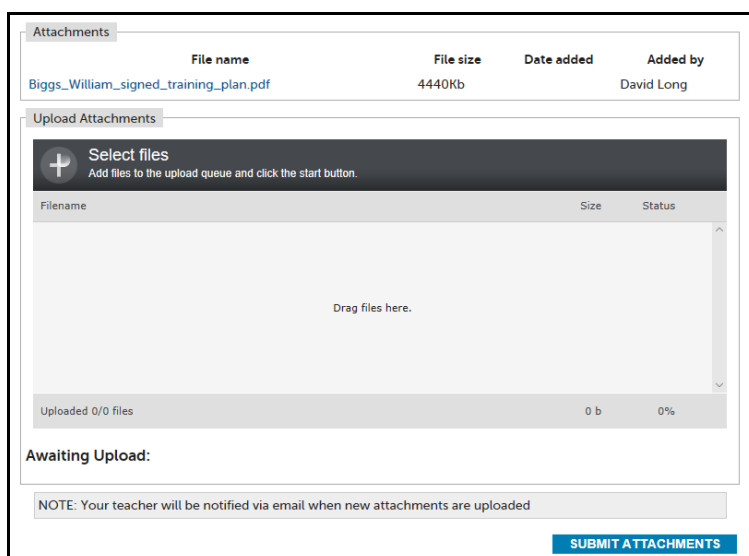 Attachments
File name File size Date added Added by
Biggs_William_signed_training_plan.pdf 4440Kb David Long
Upload Attachments
Select files
Add files to the upload queue and click the start button.
Filename Size Status
Drag files here.
Uploaded 0/0 files 0 b 0%
Awaiting Upload:
NOTE: Your teacher will be notified via email when new attachments are uploaded
SUBMIT ATTACHMENTS